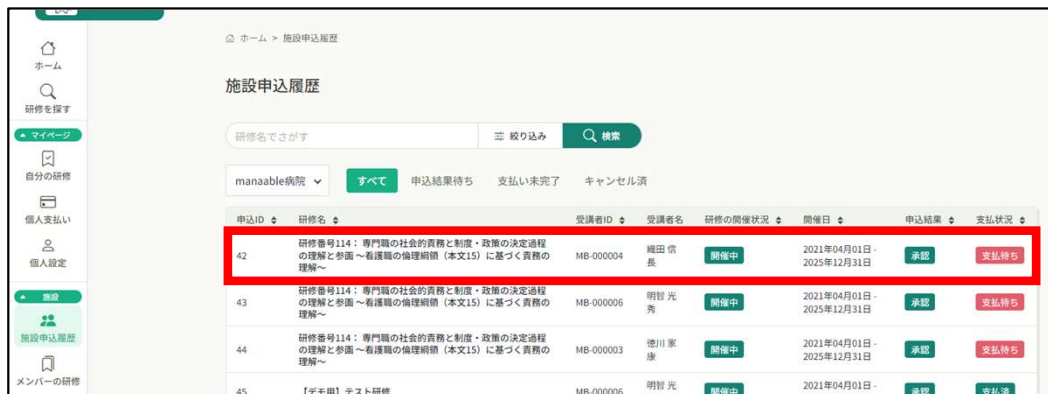 ホーム > 施設申込履歴
ホーム
研修を探す
マイページ
自分の研修
個人支払い
個人設定
施設
施設申込履歴
メンバーの研修
施設申込履歴
研修名でさがす 絞り込み 検索
manaable病院 すべて 申込結果待ち 支払い未完了 キャンセル済
申込ID 研修名 受講者ID 受講者名 研修の開催状況 開催日 申込結果 支払状況
42 研修番号114： 専門職の社会的責務と制度・政策の決定過程
の理解と参画 ～看護職の倫理綱領（本文15）に基づく責務の
理解～
MB-000004 織田 信
長
開催中 2021年04月01日 -
2025年12月31日
承認 支払待ち
43 研修番号114： 専門職の社会的責務と制度・政策の決定過程
の理解と参画 ～看護職の倫理綱領（本文15）に基づく責務の
理解～
MB-000006 明智 光
秀
開催中 2021年04月01日 -
2025年12月31日
承認 支払待ち
44 研修番号114： 専門職の社会的責務と制度・政策の決定過程
の理解と参画 ～看護職の倫理綱領（本文15）に基づく責務の
理解～
MB-000003 徳川 家
康
開催中 2021年04月01日 -
2025年12月31日
承認 支払待ち
45 【デモ用】テスト研修 MB-000006 明智 光
開催中 2021年04月01日 -
承認 支払済